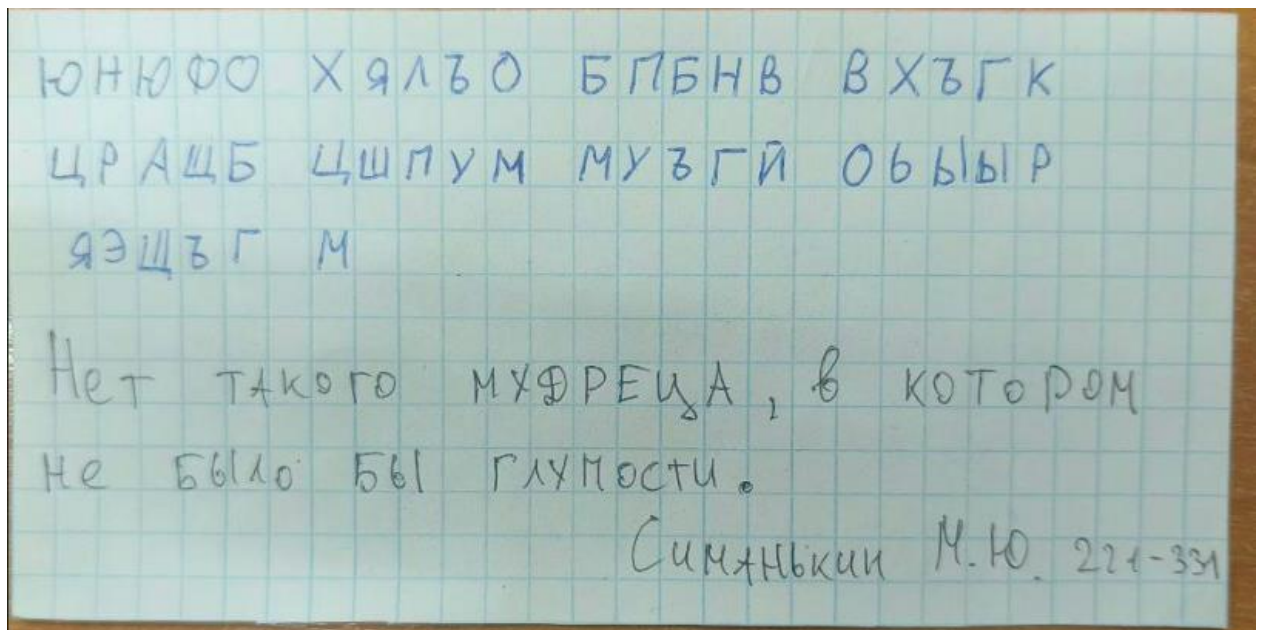 ЮНЮФО ХЯЛЪО БПБНВ ВХЪГК
ЦРАЩБ ЦШПУМ МУЪГЙ ОЬЫЫР
ЯЭЩЪГ М
Нет такого мудреца, в котором
не было бы глупости.
Симанькин М.Ю. 221-331